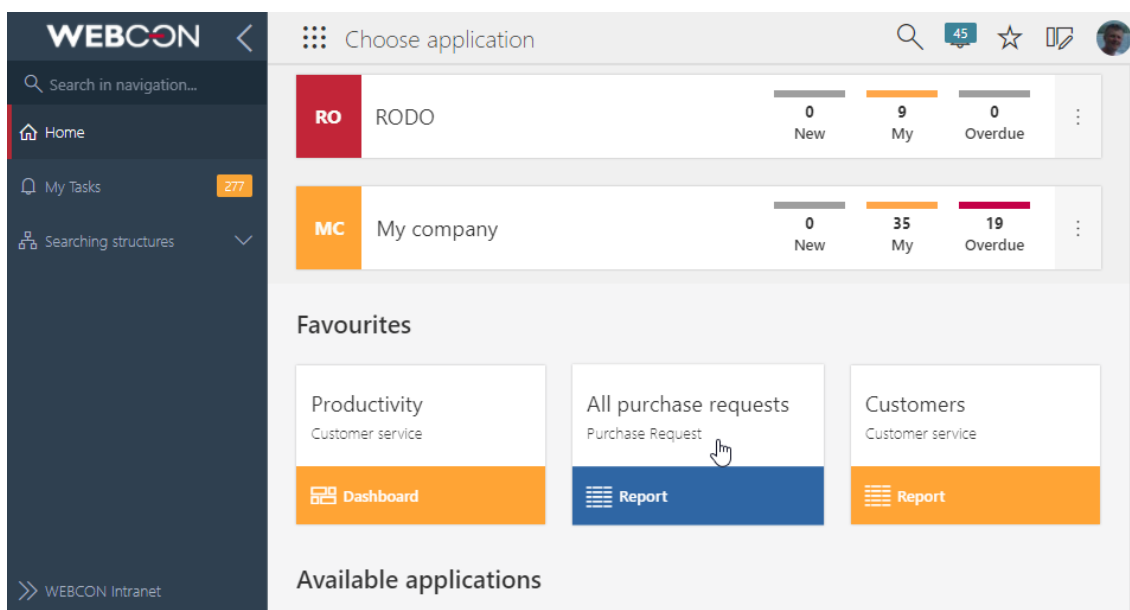 WEBCON
Search in navigation...
Home
My Tasks 277
Searching structures
WEBCON Intranet
Choose application
45
RO RODO
0 9 0
New My Overdue
MC My company
0 35 19
New My Overdue
Favourites
Productivity
Customer service
Dashboard
All purchase requests
Purchase Request
Report
Customers
Customer service
Report
Available applications